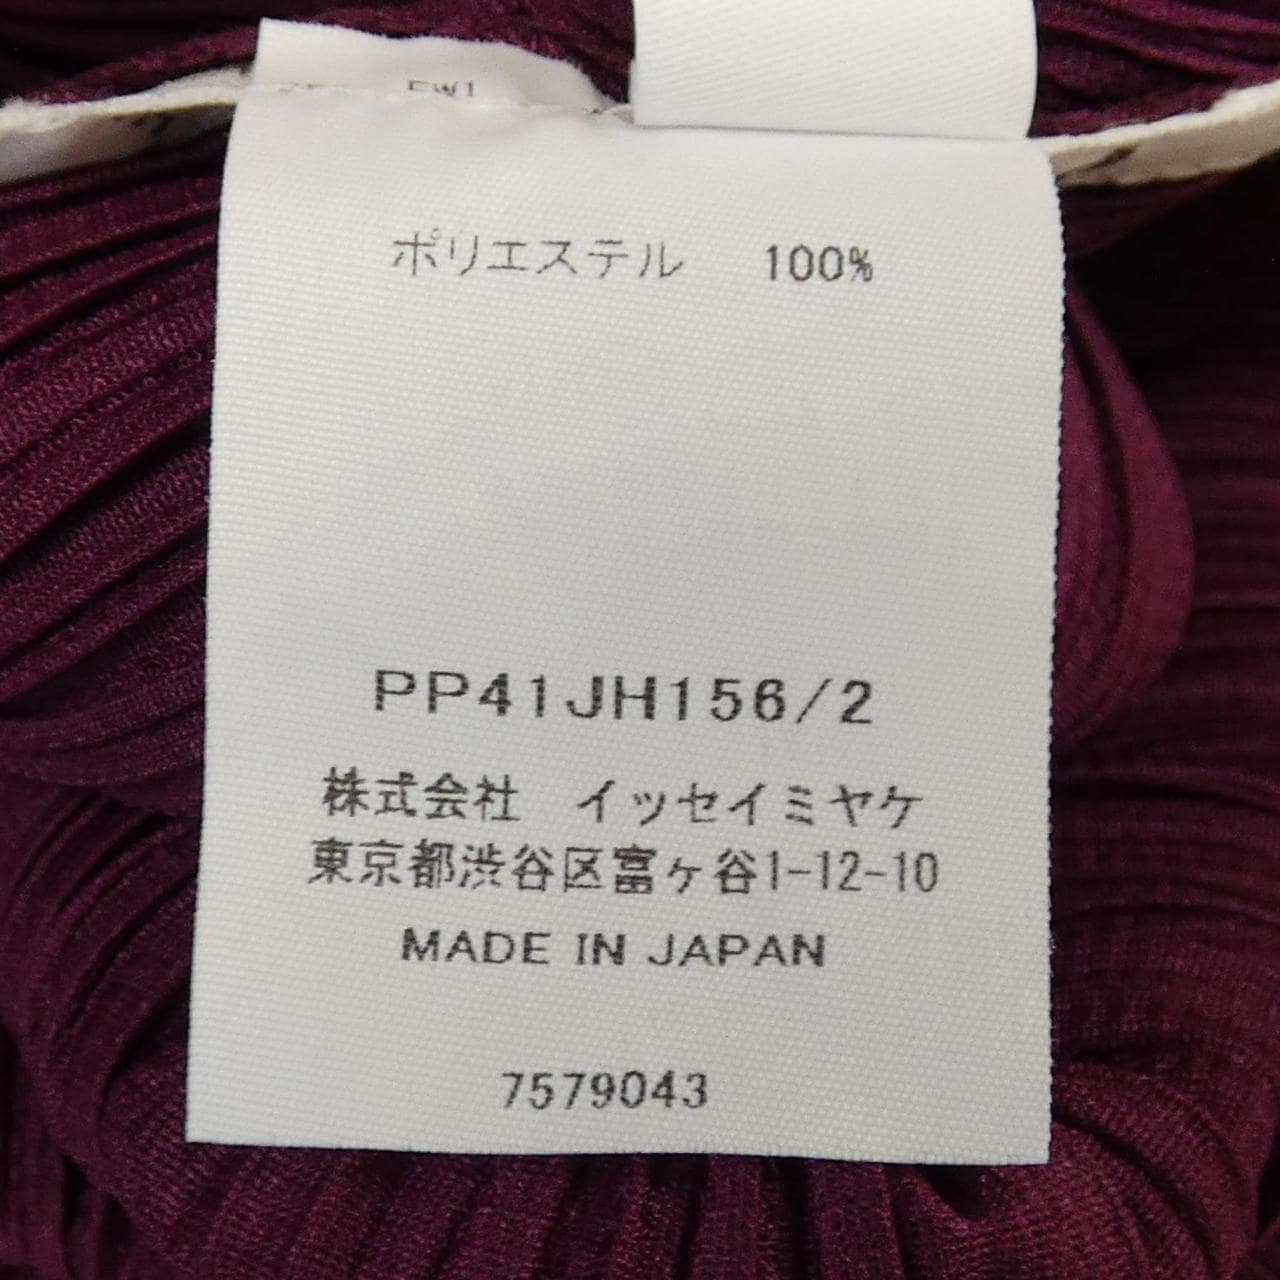 ポリエステル 100%
PP41JH156/2
株式会社 イッセイミヤケ
東京都渋谷区富ヶ谷1-12-10
MADE IN JAPAN
7579043